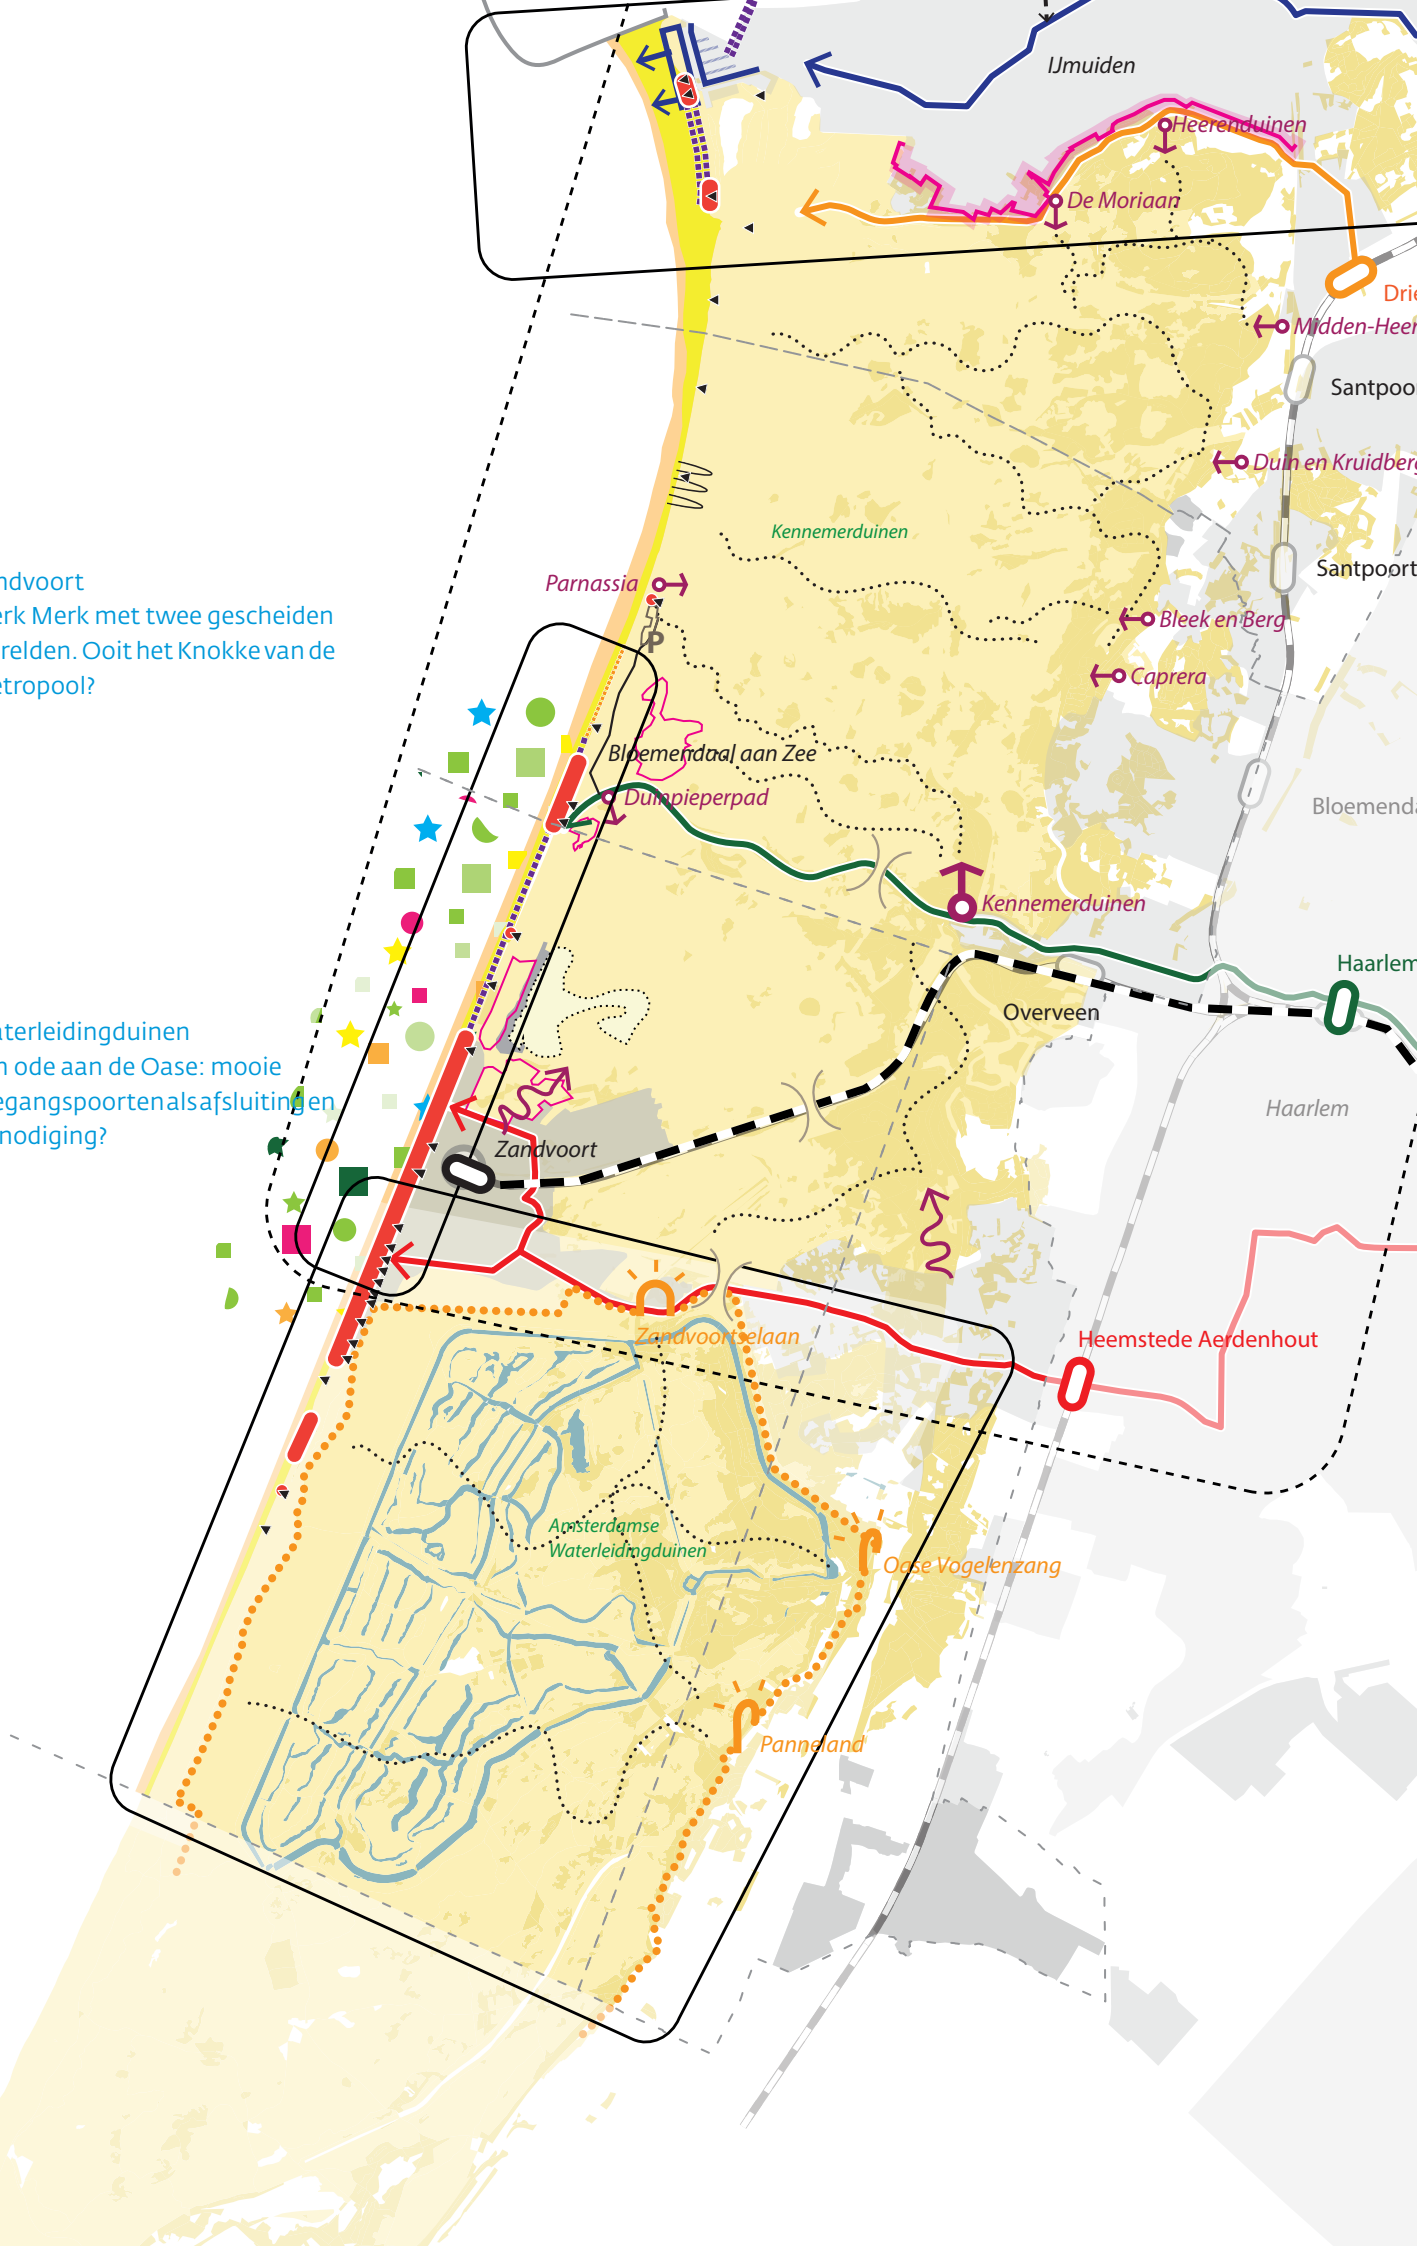 IJmuiden
Heerenduinen
De Moriaan
Drie
Midden-Heer
Santpoo
Duin en Kruidberg
Kennemerduinen
Santpoort
ndvoort
erk Merk met twee gescheiden
relden. Ooit het Knokke van de
etropool?
Parnassia
P
Bleek en Berg
Caprera
Bloemendaal aan Zee
Duinpieperpad
Bloemenda
Kennemerduinen
Haarlem
Overveen
aterleidingduinen
n ode aan de Oase: mooie
egangspoorten als afsluiting en
nodiging?
Haarlem
Zandvoort
Zandvoortselaan
Heemstede Aerdenhout
Amsterdamse
Waterleidingduinen
Oase Vogelenzang
Panneland